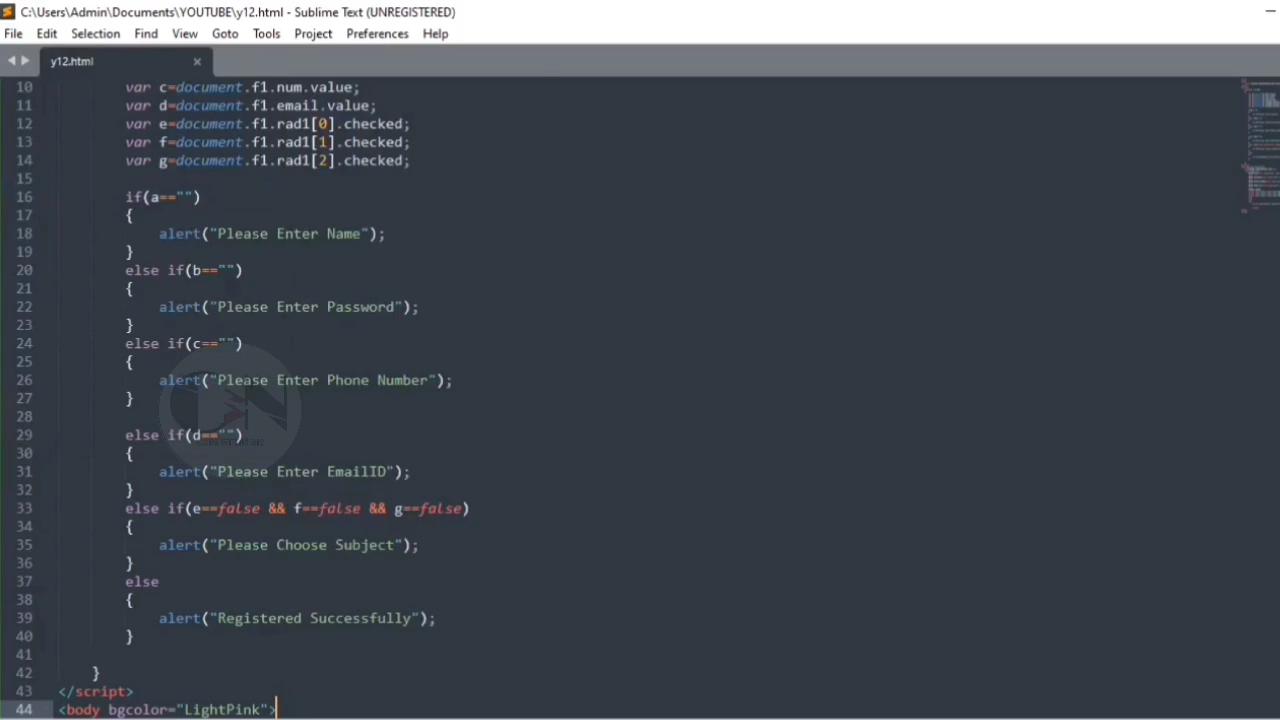 C:\Users\Admin\Documents\YOUTUBE\y12.html - Sublime Text (UNREGISTERED)
File Edit Selection Find View Goto Tools Project Preferences Help
y12.html
10 var c=document.f1.num.value;
11 var d=document.f1.email.value;
12 var e=document.f1.rad1[0].checked;
13 var f=document.f1.rad1[1].checked;
14 var g=document.f1.rad1[2].checked;
15
16 if(a=="")
17 {
18 alert("Please Enter Name");
19 }
20 else if(b=="")
21 {
22 alert("Please Enter Password");
23 }
24 else if(c=="")
25 {
26 alert("Please Enter Phone Number");
27 }
28
29 else if(d=="")
30 {
31 alert("Please Enter EmailID");
32 }
33 else if(e==false && f==false && g==false)
34 {
35 alert("Please Choose Subject");
36 }
37 else
38 {
39 alert("Registered Successfully");
40 }
41
42 }
43 </script>
44 <body bgcolor="LightPink">